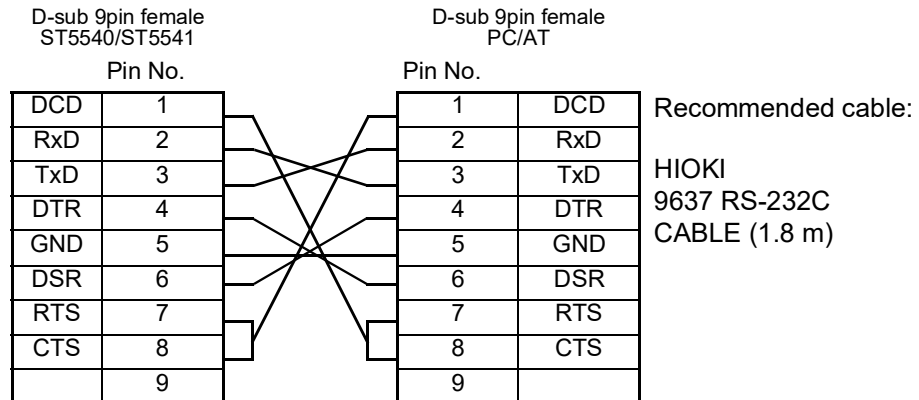 D-sub 9pin female D-sub 9pin female
ST5540/ST5541 PC/AT
Pin No. Pin No.
DCD 1 1 DCD
Recommended cable:
RxD 2 2 RxD
TxD 3 3 TxD
HIOKI
DTR 4 4 DTR
9637 RS-232C
GND 5 5 GND
CABLE (1.8 m)
DSR 6 6 DSR
RTS 7 7 RTS
CTS 8 8 CTS
9 9